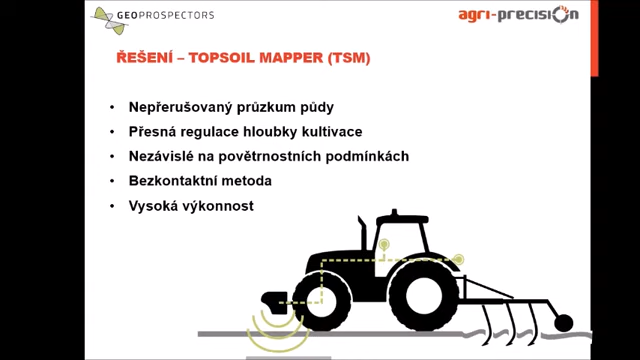 GEOPROSPECTORS
agri-precision
ŘEŠENÍ – TOPSOIL MAPPER (TSM)
• Nepřerušovaný průzkum půdy
• Přesná regulace hloubky kultivace
• Nezávislé na povětrnostních podmínkách
• Bezkontaktní metoda
• Vysoká výkonnost